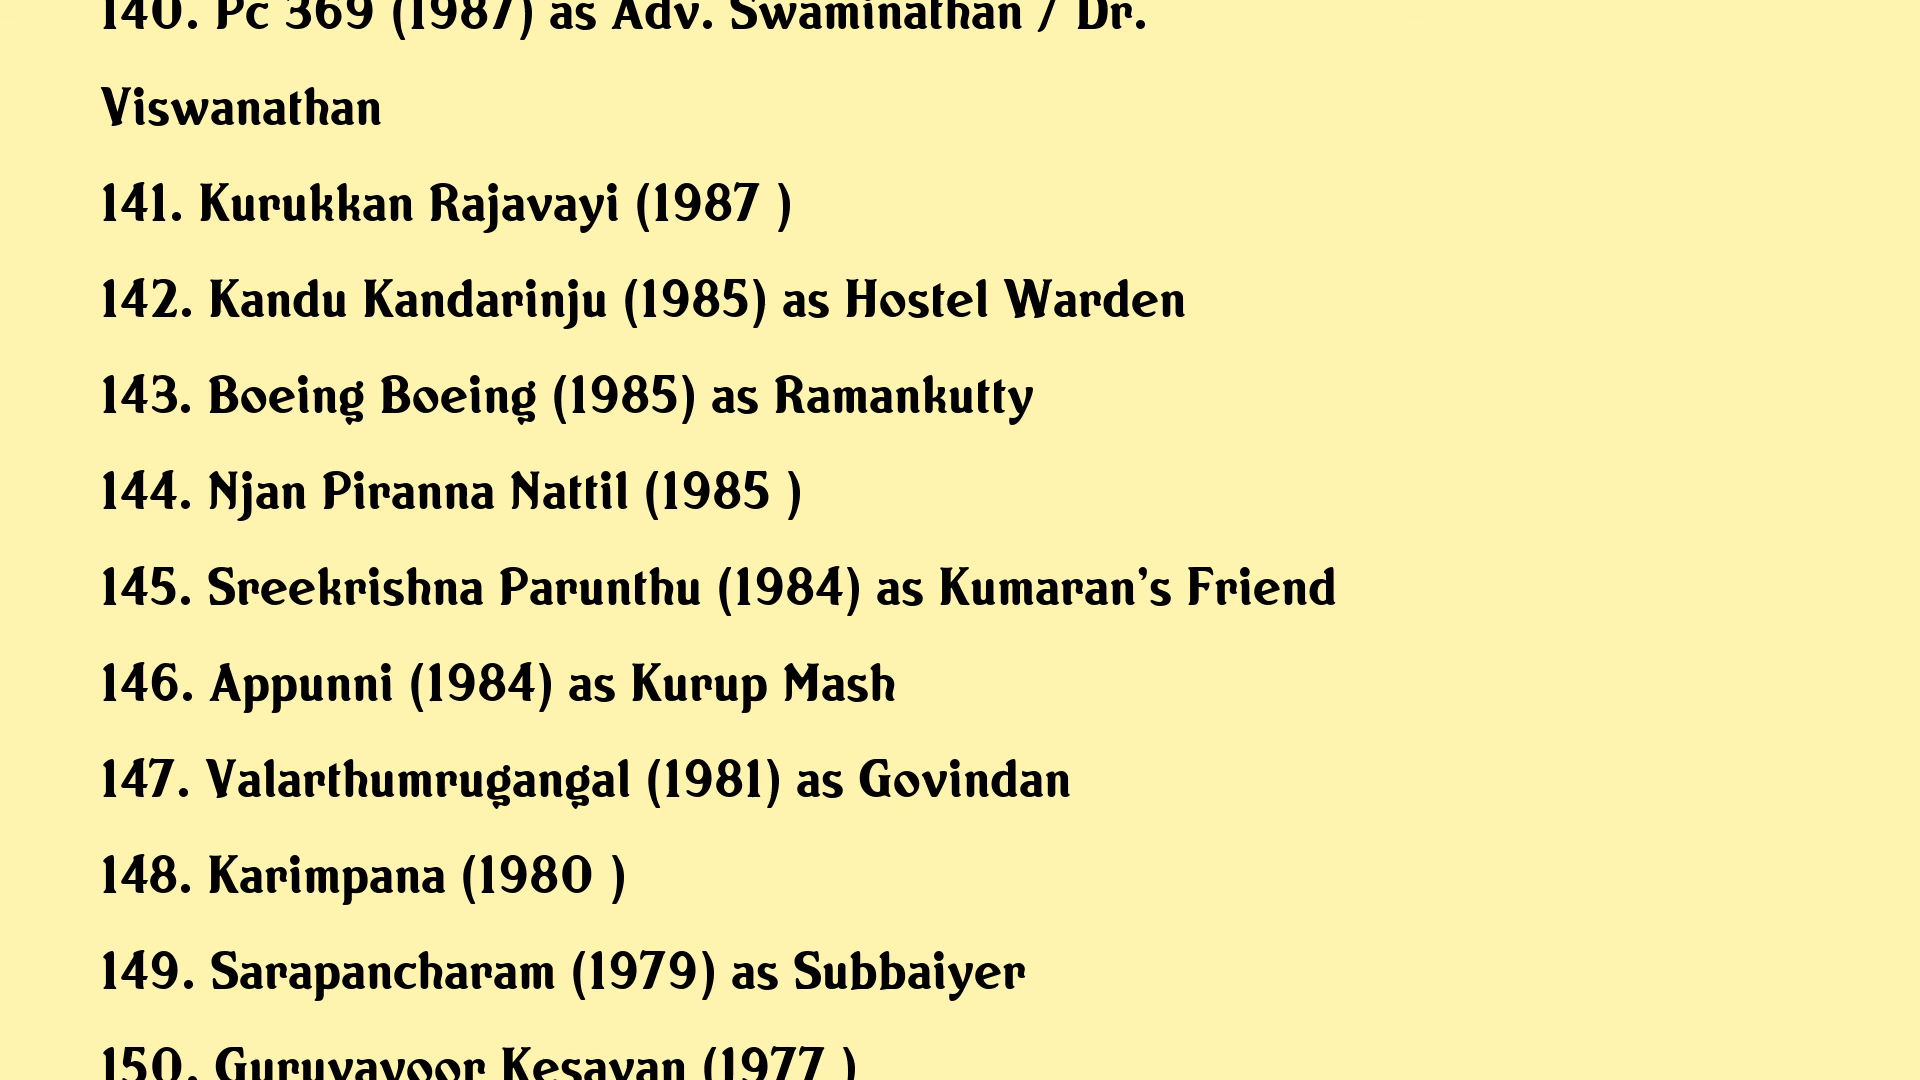 140. Pc 369 (1987) as Adv. Swaminathan / Dr.
Viswanathan
141. Kurukkan Rajavayi (1987 )
142. Kandu Kandarinju (1985) as Hostel Warden
143. Boeing Boeing (1985) as Ramankutty
144. Njan Piranna Nattil (1985 )
145. Sreekrishna Parunthu (1984) as Kumaran's Friend
146. Appunni (1984) as Kurup Mash
147. Valarthumrugangal (1981) as Govindan
148. Karimpana (1980 )
149. Sarapancharam (1979) as Subbaiyer
150. Guruvayoor Kesavan (1977 )